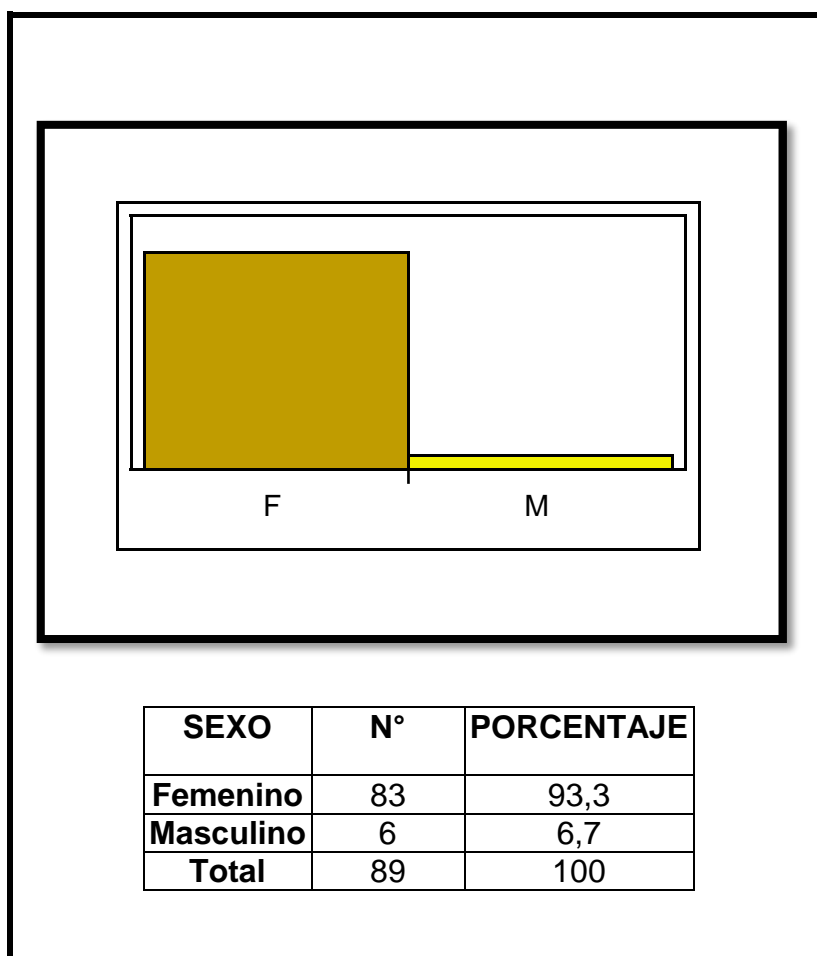 F M
SEXO N° PORCENTAJE
Femenino 83 93,3
Masculino 6 6,7
Total 89 100